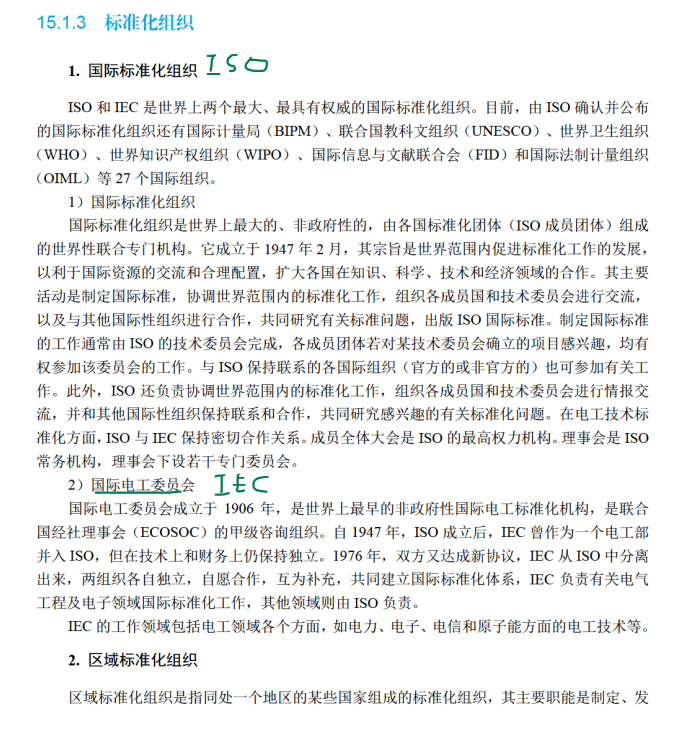 15.1.3 标准化组织
1. 国际标准化组织 ISO
ISO 和 IEC 是世界上两个最大、最具有权威的国际标准化组织。目前，由 ISO 确认并公布
的国际标准化组织还有国际计量局（BIPM）、联合国教科文组织（UNESCO）、世界卫生组织
（WHO）、世界知识产权组织（WIPO）、国际信息与文献联合会（FID）和国际法制计量组织
（OIML）等 27 个国际组织。
1）国际标准化组织
国际标准化组织是世界上最大的、非政府性的，由各国标准化团体（ISO 成员团体）组成
的世界性联合专门机构。它成立于 1947 年 2 月，其宗旨是世界范围内促进标准化工作的发展，
以利于国际资源的交流和合理配置，扩大各国在知识、科学、技术和经济领域的合作。其主要
活动是制定国际标准，协调世界范围内的标准化工作，组织各成员国和技术委员会进行交流，
以及与其他国际性组织进行合作，共同研究有关标准问题，出版 ISO 国际标准。制定国际标准
的工作通常由 ISO 的技术委员会完成，各成员团体若对某技术委员会确立的项目感兴趣，均有
权参加该委员会的工作。与 ISO 保持联系的各国际组织（官方的或非官方的）也可参加有关工
作。此外，ISO 还负责协调世界范围内的标准化工作，组织各成员国和技术委员会进行情报交
流，并和其他国际性组织保持联系和合作，共同研究感兴趣的有关标准化问题。在电工技术标
准化方面，ISO 与 IEC 保持密切合作关系。成员全体大会是 ISO 的最高权力机构。理事会是 ISO
常务机构，理事会下设若干专门委员会。
2）国际电工委员会 IEC
国际电工委员会成立于 1906 年，是世界上最早的非政府性国际电工标准化机构，是联合
国经社理事会（ECOSOC）的甲级咨询组织。自 1947 年，ISO 成立后，IEC 曾作为一个电工部
并入 ISO，但在技术上和财务上仍保持独立。1976 年，双方又达成新协议，IEC 从 ISO 中分离
出来，两组织各自独立，自愿合作，互为补充，共同建立国际标准化体系，IEC 负责有关电气
工程及电子领域国际标准化工作，其他领域则由 ISO 负责。
IEC 的工作领域包括电工领域各个方面，如电力、电子、电信和原子能方面的电工技术等。
2. 区域标准化组织
区域标准化组织是指同处一个地区的某些国家组成的标准化组织，其主要职能是制定、发